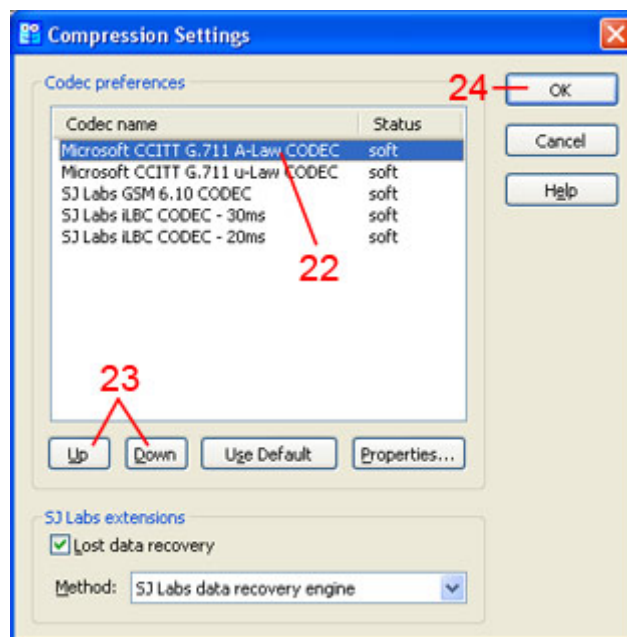 Compression Settings
Codec preferences
24
OK
Codec name Status
Microsoft CCITT G.711 A-Law CODEC soft
Cancel
Microsoft CCITT G.711 u-Law CODEC soft
SJ Labs GSM 6.10 CODEC soft
Help
SJ Labs iLBC CODEC - 30ms soft
SJ Labs iLBC CODEC - 20ms soft
22
23
Up Down Use Default Properties...
SJ Labs extensions
Lost data recovery
Method: SJ Labs data recovery engine